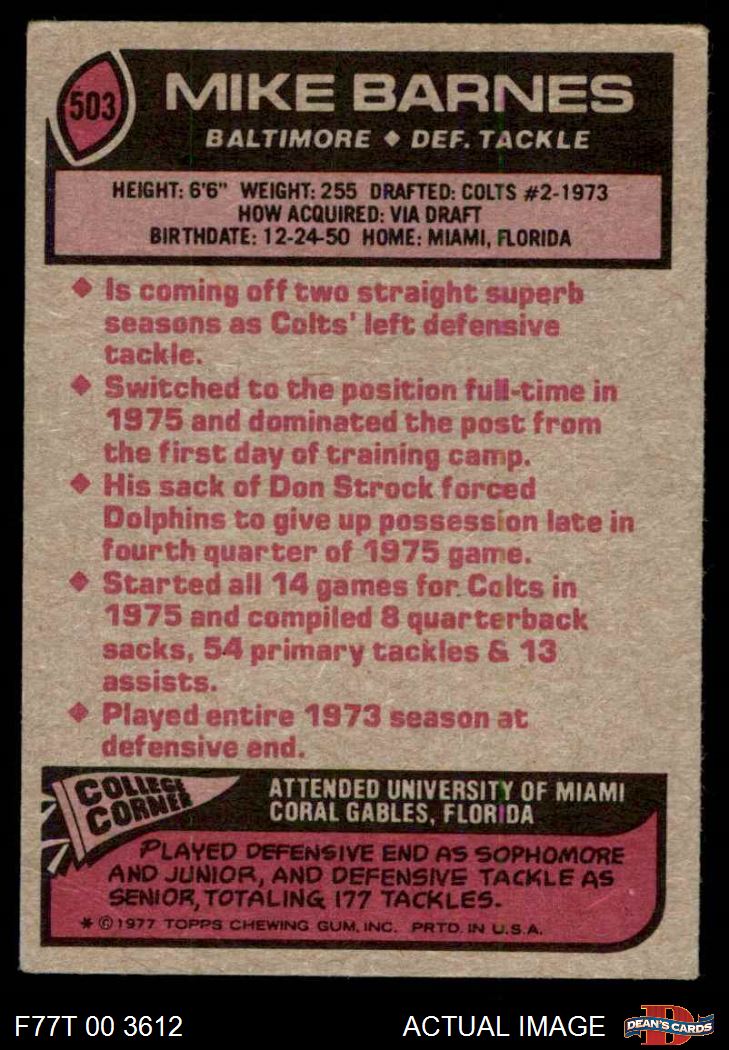 503
MIKE BARNES
BALTIMORE ◆ DEF. TACKLE
HEIGHT: 6'6" WEIGHT: 255 DRAFTED: COLTS #2-1973
HOW ACQUIRED: VIA DRAFT
BIRTHDATE: 12-24-50 HOME: MIAMI, FLORIDA
◆ Is coming off two straight superb
seasons as Colts' left defensive
tackle.
◆ Switched to the position full-time in
1975 and dominated the post from
the first day of training camp.
◆ His sack of Don Strock forced
Dolphins to give up possession late in
fourth quarter of 1975 game.
◆ Started all 14 games for Colts in
1975 and compiled 8 quarterback
sacks, 54 primary tackles & 13
assists.
◆ Played entire 1973 season at
defensive end.
COLLEGE
CORNER
ATTENDED UNIVERSITY OF MIAMI
CORAL GABLES, FLORIDA
PLAYED DEFENSIVE END AS SOPHOMORE
AND JUNIOR, AND DEFENSIVE TACKLE AS
SENIOR, TOTALING 177 TACKLES.
* © 1977 TOPPS CHEWING GUM, INC. PRTD. IN U.S.A.
F77T 00 3612
ACTUAL IMAGE
D
DEAN'S CARDS